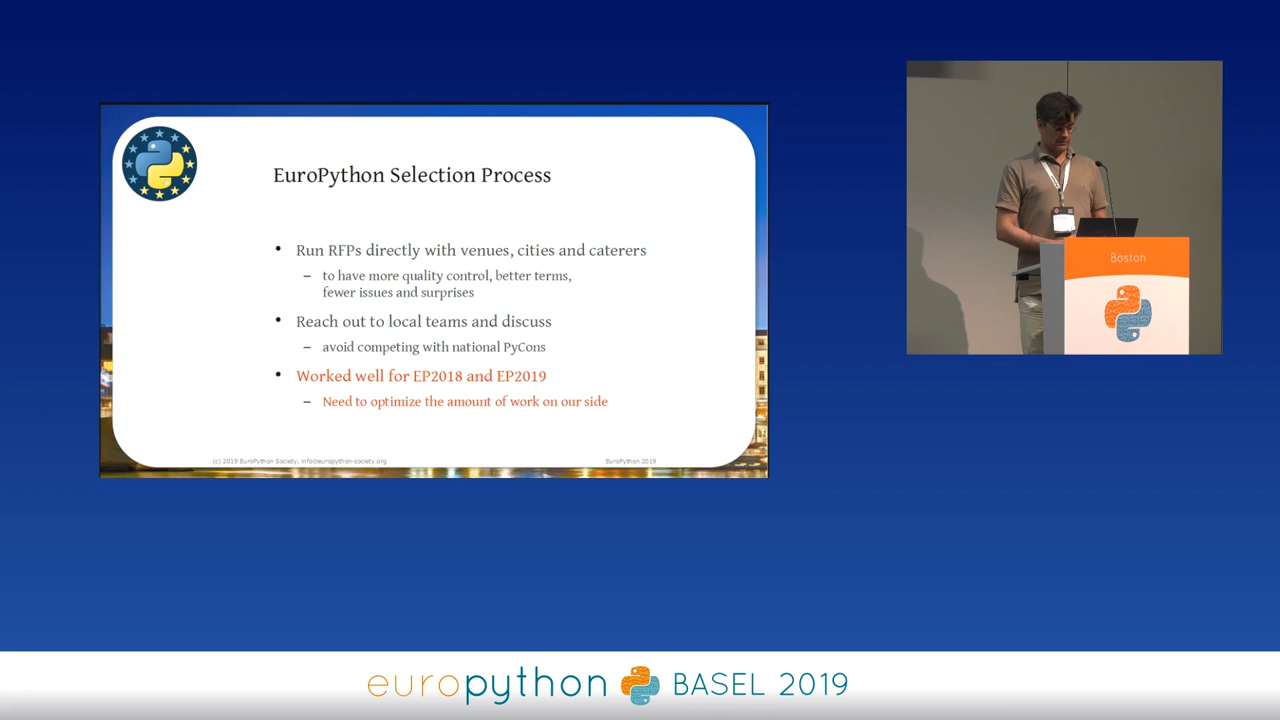 EuroPython Selection Process
• Run RFPs directly with venues, cities and caterers
– to have more quality control, better terms,
fewer issues and surprises
• Reach out to local teams and discuss
– avoid competing with national PyCons
• Worked well for EP2018 and EP2019
– Need to optimize the amount of work on our side
(c) 2019 EuroPython Society, info@europython-society.org
EuroPython 2019
Boston
europython BASEL 2019